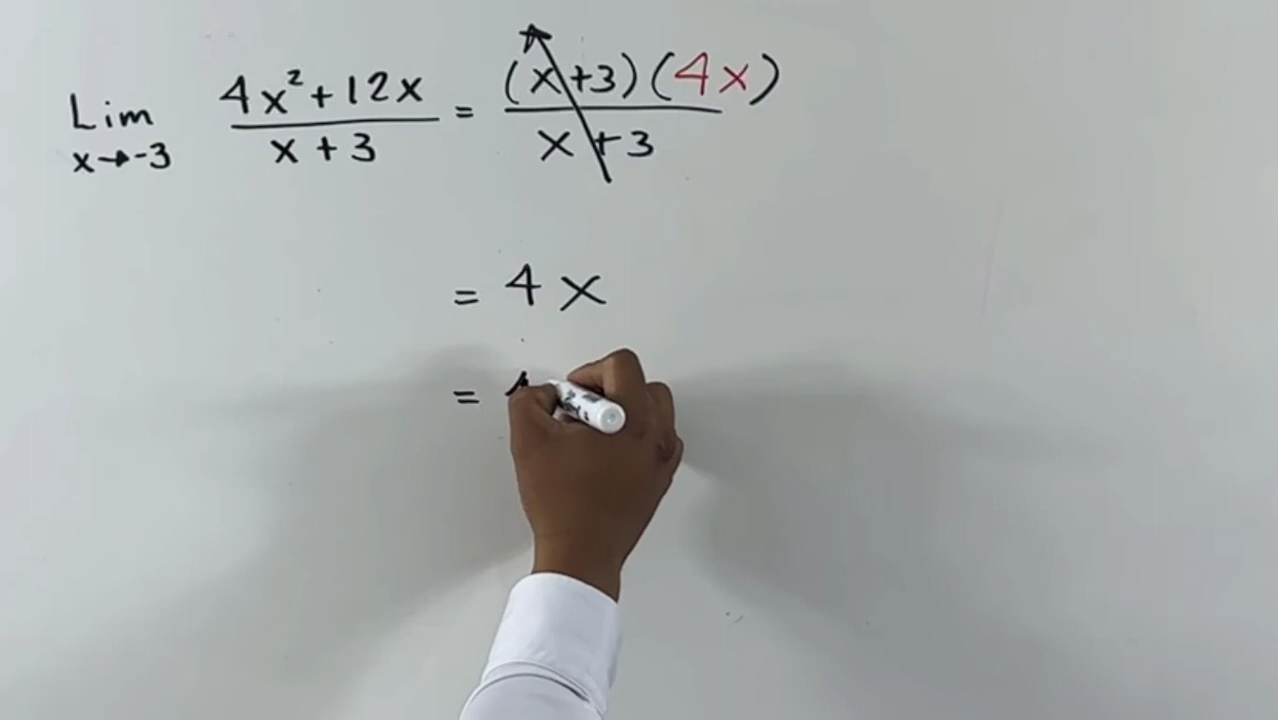 Lim x→-3 4x²+12x / x+3 = (x+3)(4x) / x+3
= 4x
=